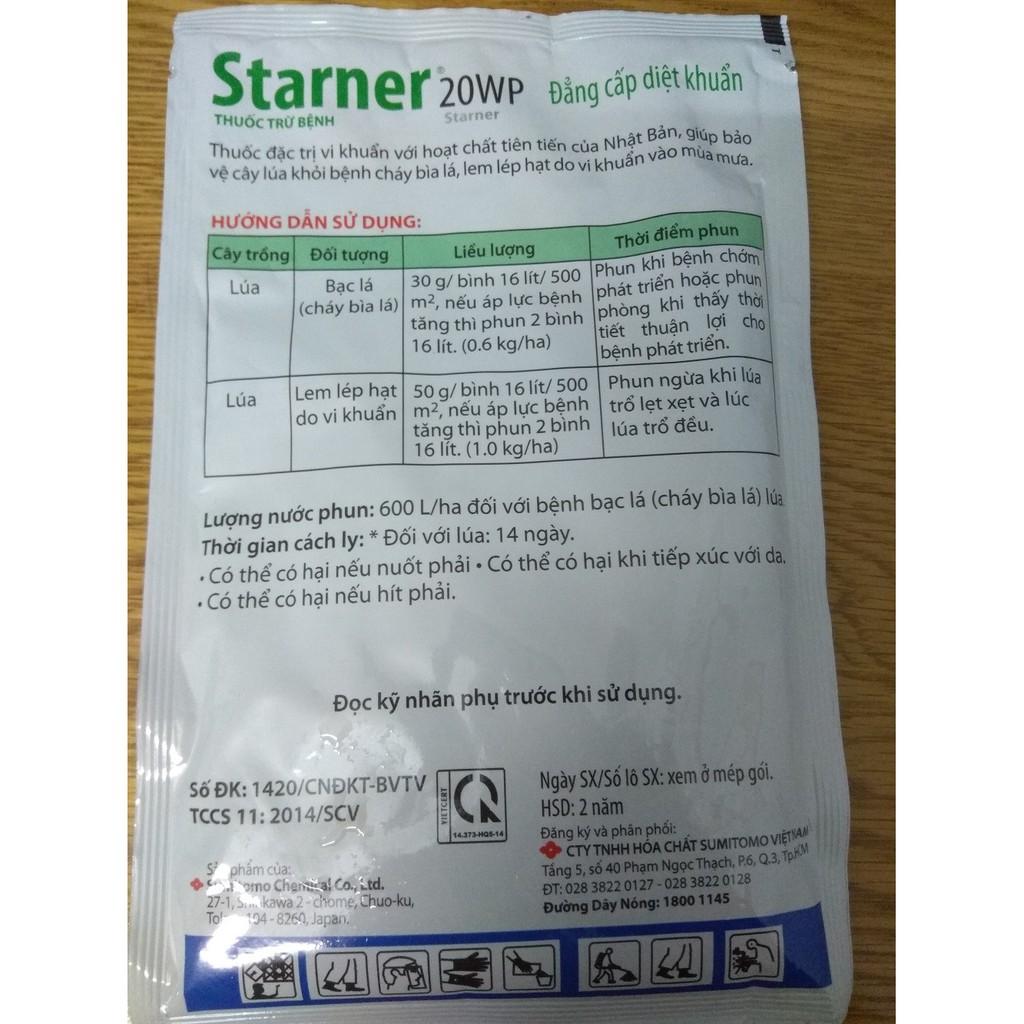 Starner® 20WP Đẳng cấp diệt khuẩn
THUỐC TRỪ BỆNH Starner
Thuốc đặc trị vi khuẩn với hoạt chất tiên tiến của Nhật Bản, giúp bảo
vệ cây lúa khỏi bệnh cháy bìa lá, lem lép hạt do vi khuẩn vào mùa mưa.
HƯỚNG DẪN SỬ DỤNG:
Cây trồng Đối tượng Liều lượng Thời điểm phun
Lúa
Bạc lá
(cháy bìa lá)
30 g/ bình 16 lít/ 500
m², nếu áp lực bệnh
tăng thì phun 2 bình
16 lít. (0.6 kg/ha)
Phun khi bệnh chớm
phát triển hoặc phun
phòng khi thấy thời
tiết thuận lợi cho
bệnh phát triển.
Lúa
Lem lép hạt
do vi khuẩn
50 g/ bình 16 lít/ 500
m², nếu áp lực bệnh
tăng thì phun 2 bình
16 lít. (1.0 kg/ha)
Phun ngừa khi lúa
trổ lẹt xẹt và lúc
lúa trổ đều.
Lượng nước phun: 600 L/ha đối với bệnh bạc lá (cháy bìa lá) lúa
Thời gian cách ly: * Đối với lúa: 14 ngày.
• Có thể có hại nếu nuốt phải • Có thể có hại khi tiếp xúc với da.
• Có thể có hại nếu hít phải.
Đọc kỹ nhãn phụ trước khi sử dụng.
Số ĐK: 1420/CNĐKT-BVTV
TCCS 11: 2014/SCV
VIETCERT
14.373-HQ5-14
Ngày SX/Số lô SX: xem ở mép gói.
HSD: 2 năm
Đăng ký và phân phối:
CTY TNHH HÓA CHẤT SUMITOMO VIỆT NAM
Tầng 5, số 40 Phạm Ngọc Thạch, P.6, Q.3, Tp.HCM
ĐT: 028 3822 0127 - 028 3822 0128
Đường Dây Nóng: 1800 1145
Sản phẩm của:
Sumitomo Chemical Co., Ltd.
27-1, Shinkawa 2 - chome, Chuo-ku,
104 - 8260, Japan.